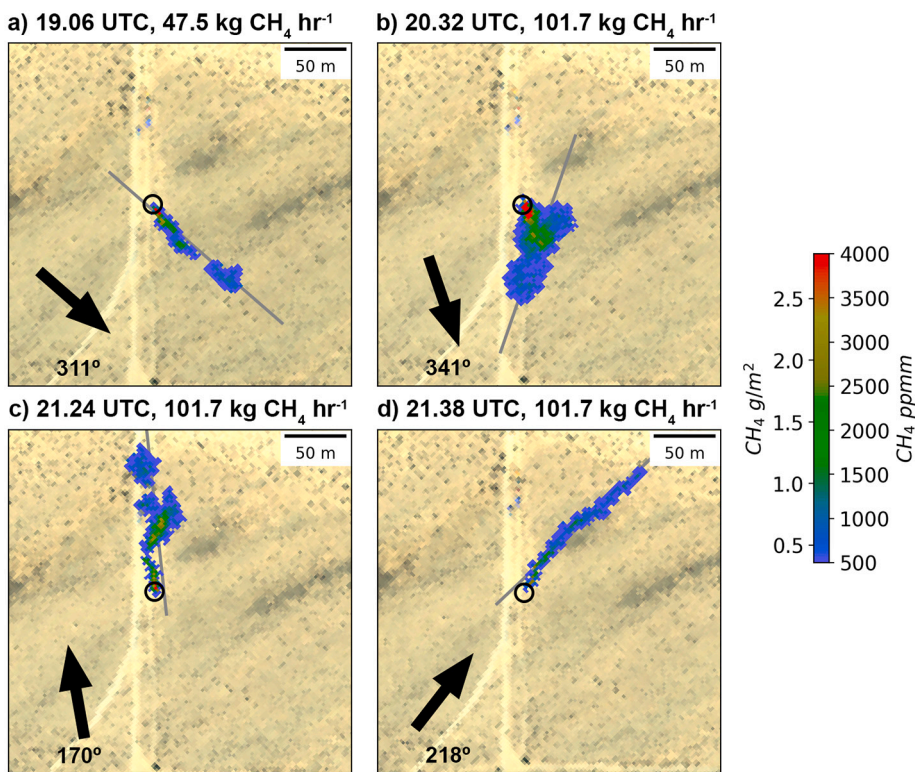 a) 19.06 UTC, 47.5 kg CH4 hr-1
50 m
311º
b) 20.32 UTC, 101.7 kg CH4 hr-1
50 m
341º
c) 21.24 UTC, 101.7 kg CH4 hr-1
50 m
170º
d) 21.38 UTC, 101.7 kg CH4 hr-1
50 m
218º
CH4 g/m2
2.5
2.0
1.5
1.0
0.5
4000
3500
3000
2500
2000
1500
1000
500
CH4 ppmm